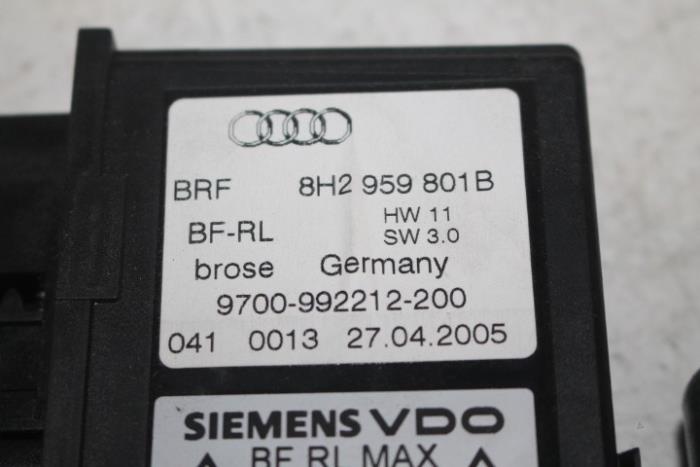 BRF 8H2 959 801B
BF-RL HW 11
SW 3.0
brose Germany
9700-992212-200
041 0013 27.04.2005
SIEMENS VDO
BF RL MAX